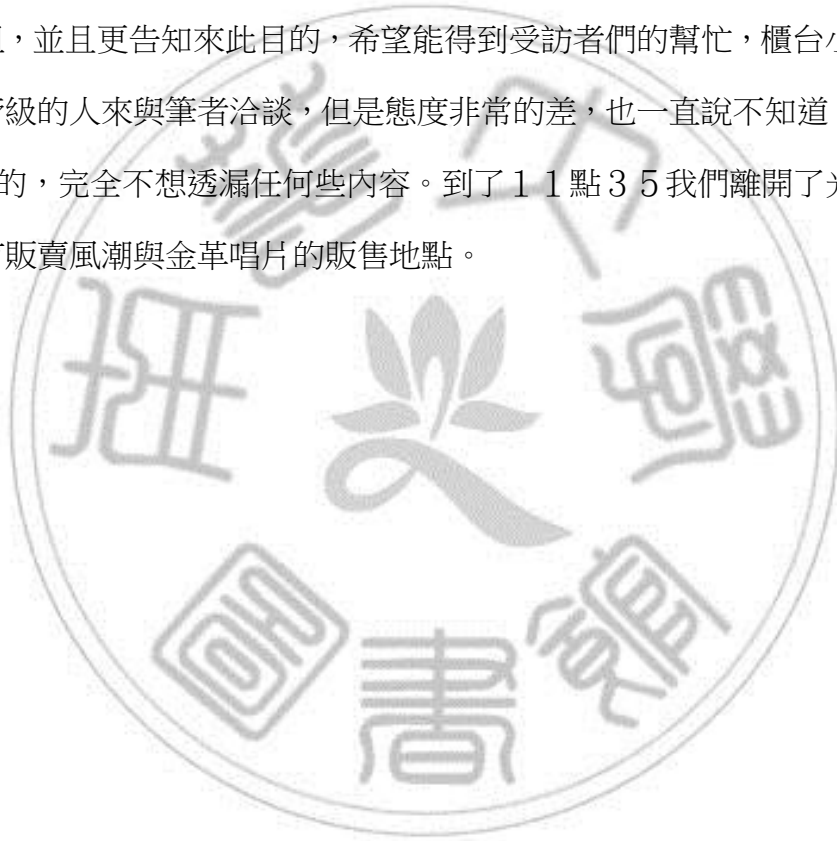 ，並且更告知來此目的，希望能得到受訪者們的幫忙，櫃台
級的人來與筆者洽談，但是態度非常的差，也一直說不知道
的，完全不想透漏任何些內容。到了１１點３５我們離開了
販賣風潮與金革唱片的販售地點。
書